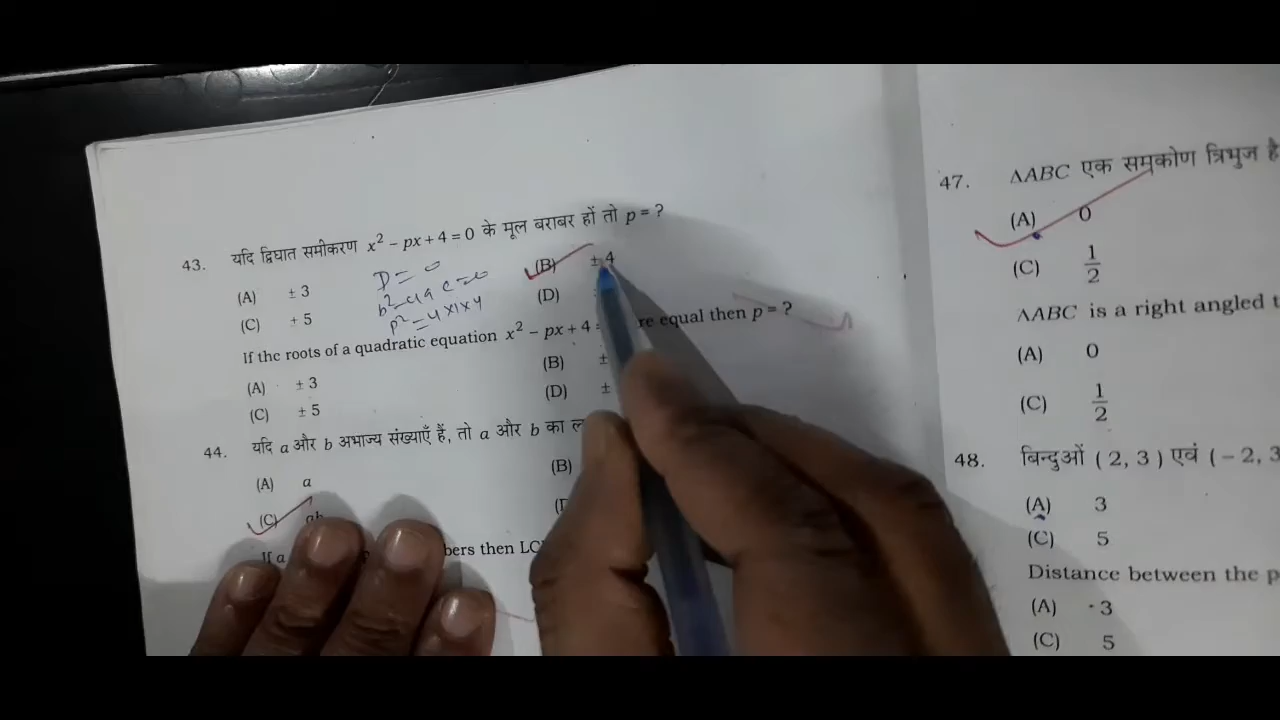 43. यदि द्विघात समीकरण x² – px + 4 = 0 के मूल बराबर हों तो p = ?
(A) ± 3
(B) ± 4
(C) ± 5
(D)
D = 0
b² – 4ac = 0
p² = 4×1×4
If the roots of a quadratic equation x² – px + 4 = re equal then p = ?
(A) ± 3
(B) ±
(C) ± 5
(D) ±
44. यदि a और b अभाज्य संख्याएँ हैं, तो a और b का
(A) a
(B)
(C) ab
If a bers then LC
47. ΔABC एक समकोण त्रिभुज है
(A) 0
(C) 1/2
ΔABC is a right angled t
(A) 0
(C) 1/2
48. बिन्दुओं ( 2, 3 ) एवं ( – 2, 3
(A) 3
(C) 5
Distance between the p
(A) 3
(C) 5